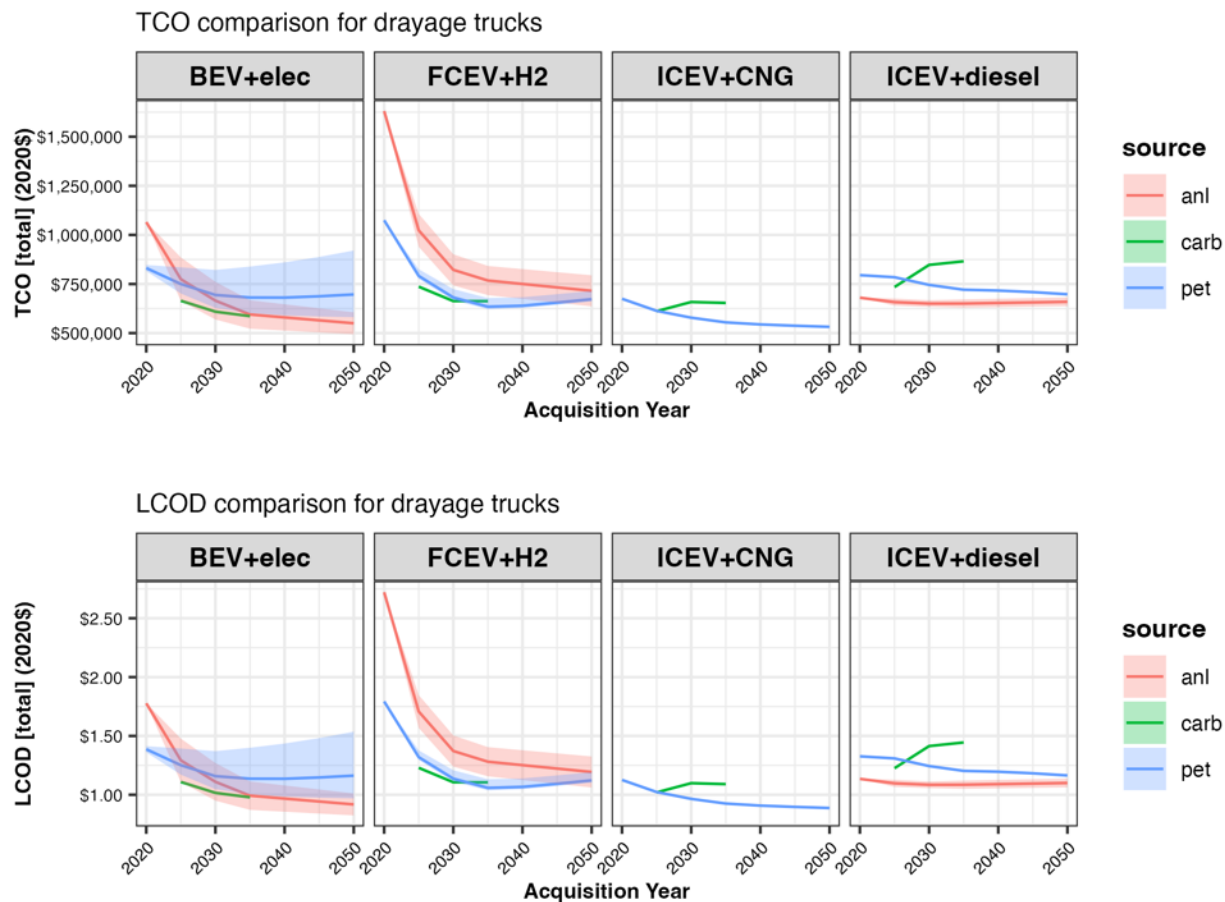 TCO comparison for drayage trucks
BEV+elec FCEV+H2 ICEV+CNG ICEV+diesel
TCO [total] (2020$)
$1,500,000
$1,250,000
$1,000,000
$750,000
$500,000
2020 2030 2040 2050 2020 2030 2040 2050 2020 2030 2040 2050 2020 2030 2040 2050
Acquisition Year
source
anl
carb
pet
LCOD comparison for drayage trucks
BEV+elec FCEV+H2 ICEV+CNG ICEV+diesel
LCOD [total] (2020$)
$2.50
$2.00
$1.50
$1.00
2020 2030 2040 2050 2020 2030 2040 2050 2020 2030 2040 2050 2020 2030 2040 2050
Acquisition Year
source
anl
carb
pet